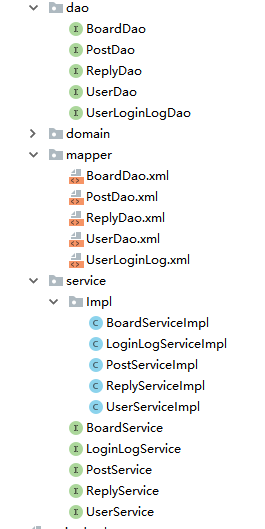 dao
BoardDao
PostDao
ReplyDao
UserDao
UserLoginLogDao
domain
mapper
BoardDao.xml
PostDao.xml
ReplyDao.xml
UserDao.xml
UserLoginLog.xml
service
Impl
BoardServiceImpl
LoginLogServiceImpl
PostServiceImpl
ReplyServiceImpl
UserServiceImpl
BoardService
LoginLogService
PostService
ReplyService
UserService